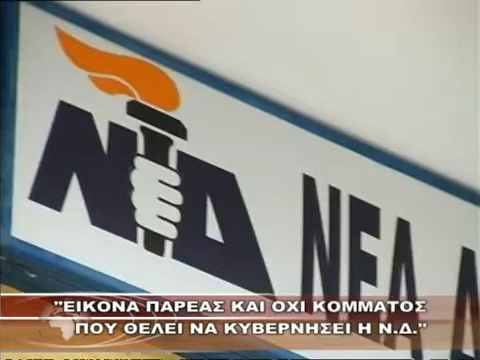 ΝΔ ΝΕΑ Δ
"ΕΙΚΟΝΑ ΠΑΡΕΑΣ ΚΑΙ ΟΧΙ ΚΟΜΜΑΤΟΣ
ΠΟΥ ΘΕΛΕΙ ΝΑ ΚΥΒΕΡΝΗΣΕΙ Η Ν.Δ."